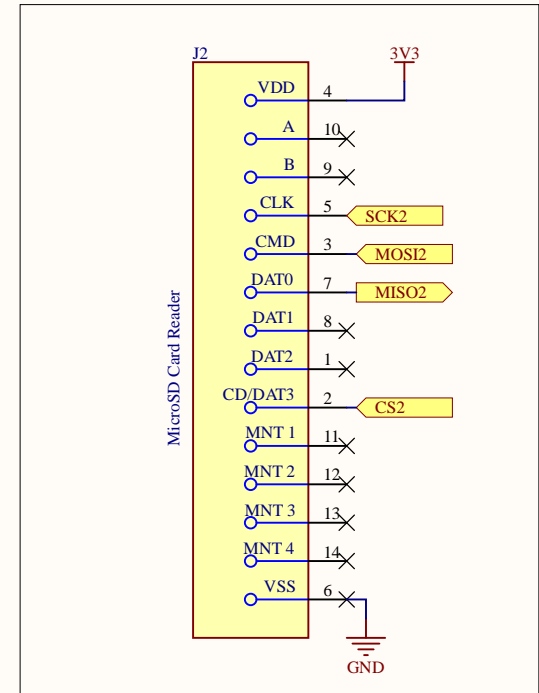 J2
3V3
VDD 4
A 10
B 9
CLK 5 SCK2
CMD 3 MOSI2
DAT0 7 MISO2
DAT1 8
DAT2 1
CD/DAT3 2 CS2
MNT 1 11
MNT 2 12
MNT 3 13
MNT 4 14
VSS 6
GND
MicroSD Card Reader